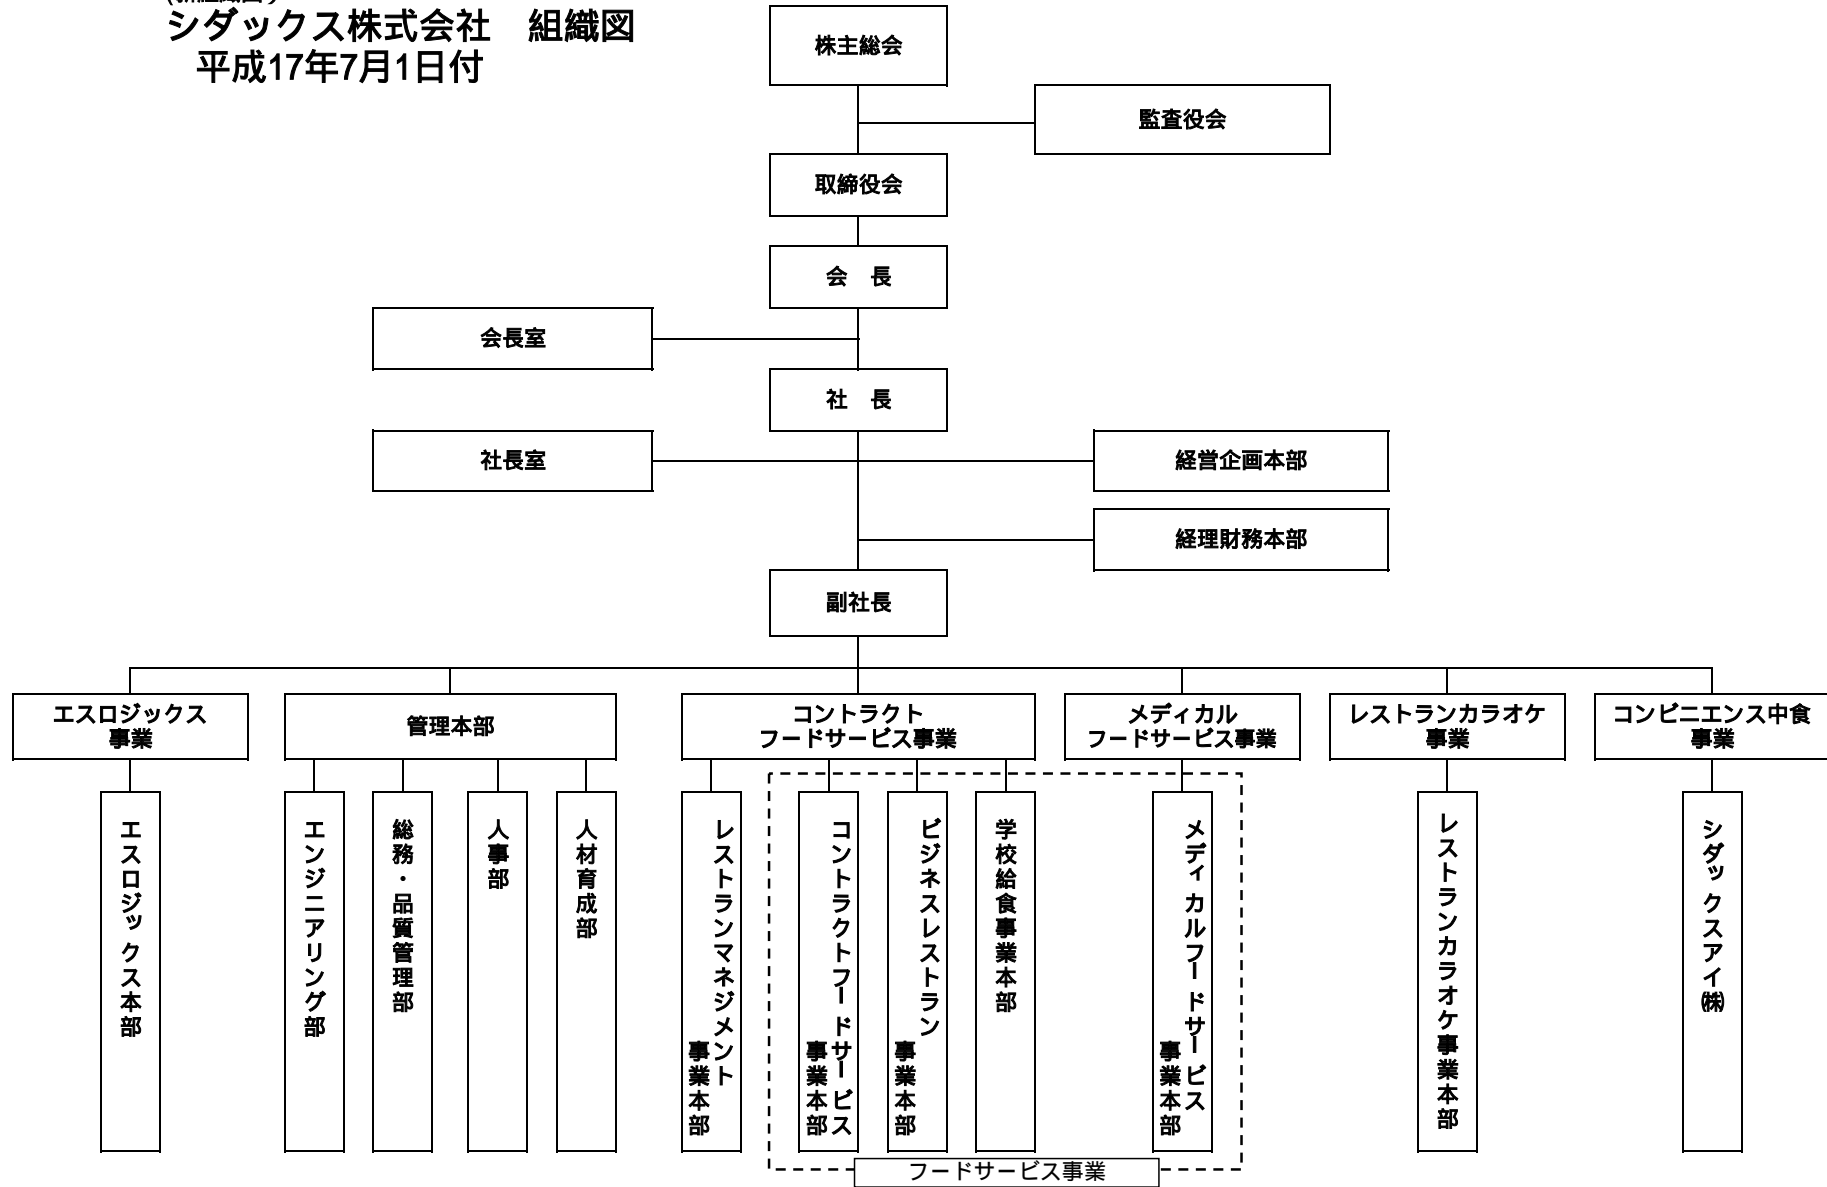 シダックス株式会社　組織図
平成17年7月1日付
株主総会
監査役会
取締役会
会　長
会長室
社　長
社長室
経営企画本部
経理財務本部
副社長
エスロジックス
事業
管理本部
コントラクト
フードサービス事業
メディカル
フードサービス事業
レストランカラオケ
事業
コンビニエンス中食
事業
エスロジックス本部
エンジニアリング部
総務・品質管理部
人事部
人材育成部
レストランマネジメント
事業本部
コントラクトフードサービス
事業本部
ビジネスレストラン
事業本部
学校給食事業本部
メディカルフードサービス
事業本部
レストランカラオケ事業本部
シダックスアイ㈱
フードサービス事業